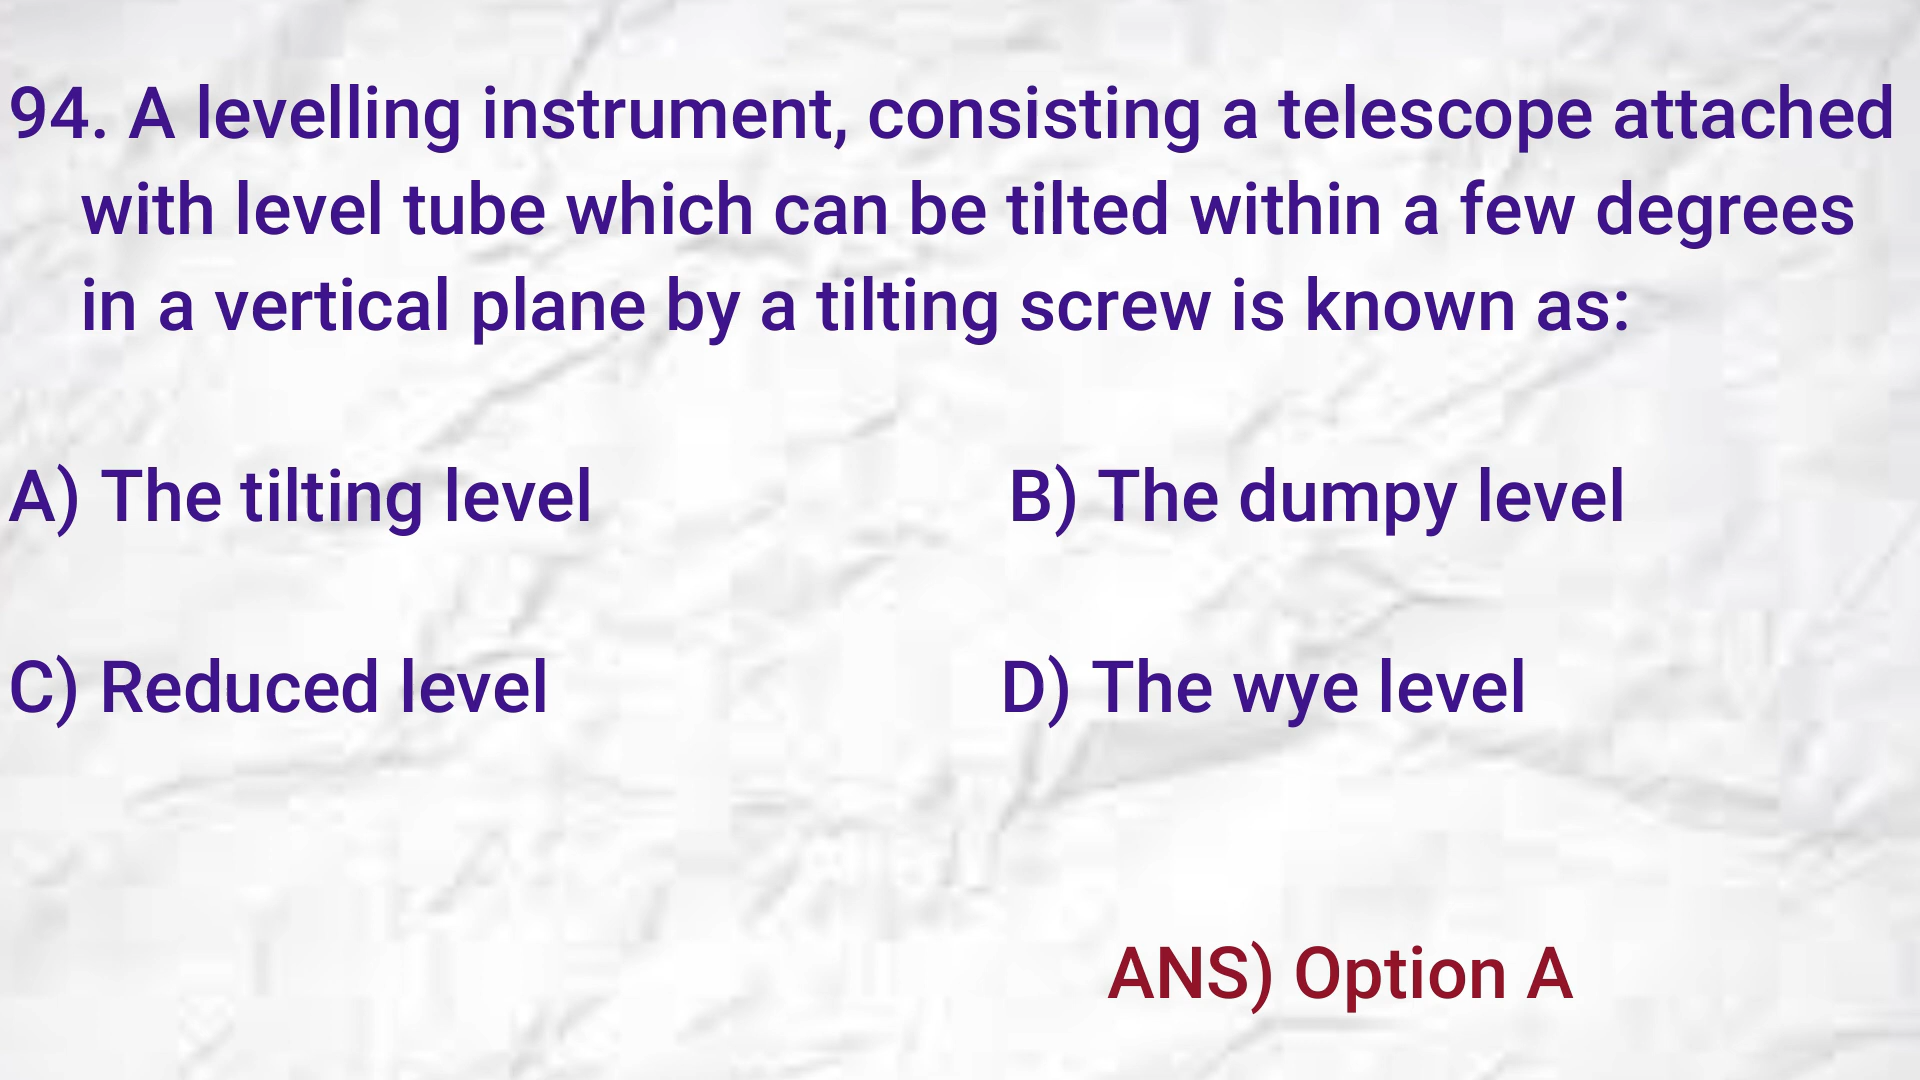 94. A levelling instrument, consisting a telescope attached
with level tube which can be tilted within a few degrees
in a vertical plane by a tilting screw is known as:
A) The tilting level B) The dumpy level
C) Reduced level D) The wye level
ANS) Option A